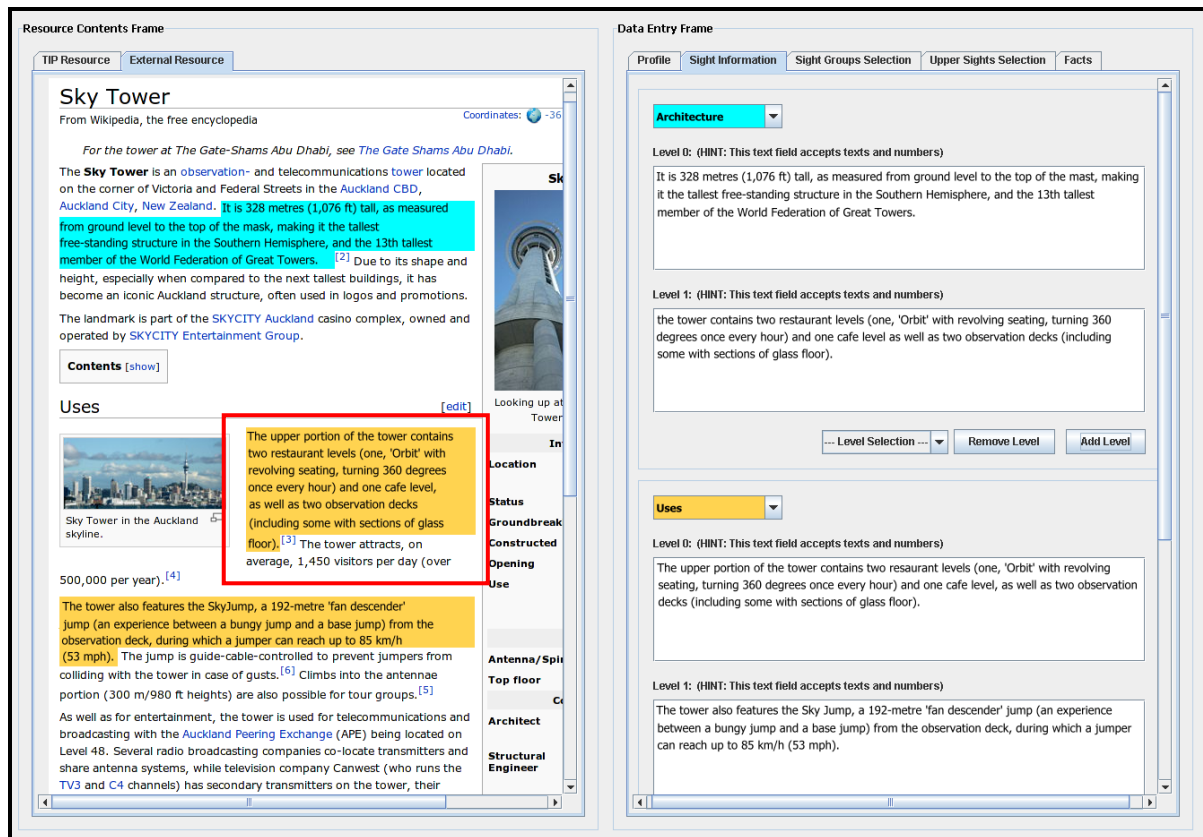 Resource Contents Frame
TIP Resource
External Resource
Sky Tower
From Wikipedia, the free encyclopedia
Coordinates: -36
For the tower at The Gate-Shams Abu Dhabi, see The Gate Shams Abu Dhabi.
The Sky Tower is an observation- and telecommunications tower located
on the corner of Victoria and Federal Streets in the Auckland CBD,
Auckland City, New Zealand. It is 328 metres (1,076 ft) tall, as measured
from ground level to the top of the mask, making it the tallest
free-standing structure in the Southern Hemisphere, and the 13th tallest
member of the World Federation of Great Towers. [2] Due to its shape and
height, especially when compared to the next tallest buildings, it has
become an iconic Auckland structure, often used in logos and promotions.
The landmark is part of the SKYCITY Auckland casino complex, owned and
operated by SKYCITY Entertainment Group.
Contents [show]
Uses
[edit]
Sky Tower in the Auckland
skyline.
The upper portion of the tower contains
two restaurant levels (one, 'Orbit' with
revolving seating, turning 360 degrees
once every hour) and one cafe level,
as well as two observation decks
(including some with sections of glass
floor).[3] The tower attracts, on
average, 1,450 visitors per day (over
500,000 per year).[4]
The tower also features the SkyJump, a 192-metre 'fan descender'
jump (an experience between a bungy jump and a base jump) from the
observation deck, during which a jumper can reach up to 85 km/h
(53 mph). The jump is guide-cable-controlled to prevent jumpers from
colliding with the tower in case of gusts.[6] Climbs into the antennae
portion (300 m/980 ft heights) are also possible for tour groups.[5]
As well as for entertainment, the tower is used for telecommunications and
broadcasting with the Auckland Peering Exchange (APE) being located on
Level 48. Several radio broadcasting companies co-locate transmitters and
share antenna systems, while television company Canwest (who runs the
TV3 and C4 channels) has secondary transmitters on the tower, their
Sk
Looking up at
Tower
In
Location
Status
Groundbreak
Constructed
Opening
Use
Antenna/Spir
Top floor
Co
Architect
Structural
Engineer
Data Entry Frame
Profile
Sight Information
Sight Groups Selection
Upper Sights Selection
Facts
Architecture
Level 0: (HINT: This text field accepts texts and numbers)
It is 328 metres (1,076 ft) tall, as measured from ground level to the top of the mast, making
it the tallest free-standing structure in the Southern Hemisphere, and the 13th tallest
member of the World Federation of Great Towers.
Level 1: (HINT: This text field accepts texts and numbers)
the tower contains two restaurant levels (one, 'Orbit' with revolving seating, turning 360
degrees once every hour) and one cafe level as well as two observation decks (including
some with sections of glass floor).
--- Level Selection ---
Remove Level
Add Level
Uses
Level 0: (HINT: This text field accepts texts and numbers)
The upper portion of the tower contains two resaurant levels (one, 'Orbit' with revolving
seating, turning 360 degrees once every hour) and one cafe level, as well as two observation
decks (including some with sections of glass floor).
Level 1: (HINT: This text field accepts texts and numbers)
The tower also features the Sky Jump, a 192-metre 'fan descender' jump (an experience
between a bungy jump and a base jump) from the observation deck, during which a jumper
can reach up to 85 km/h (53 mph).